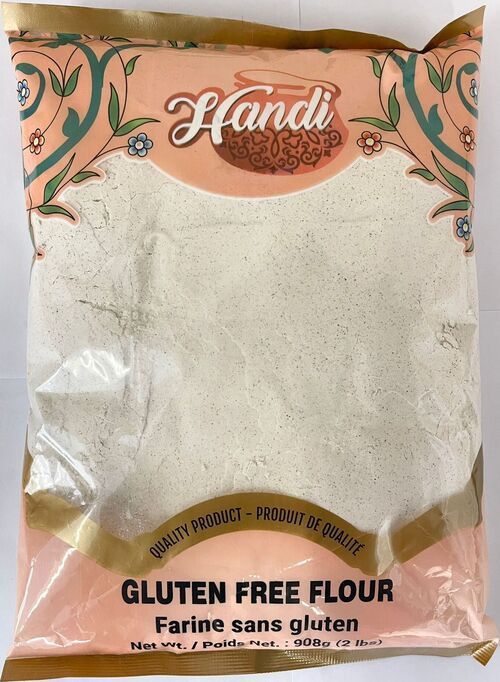 Handi
QUALITY PRODUCT - PRODUIT DE QUALITÉ
GLUTEN FREE FLOUR
Farine sans gluten
Net Wt. / Poids Net. : 908g (2 lbs)